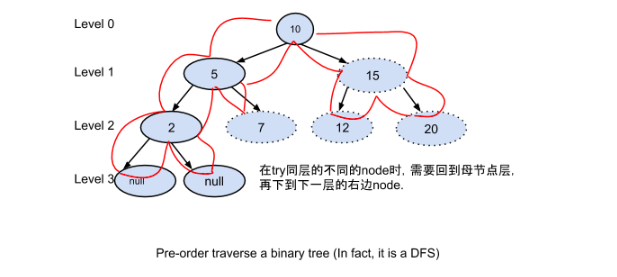 Level 0
10
Level 1
5
15
Level 2
2
7
12
20
Level 3
null
null
在try同层的不同的node时, 需要回到母节点层,
再下到下一层的右边node.
Pre-order traverse a binary tree (In fact, it is a DFS)